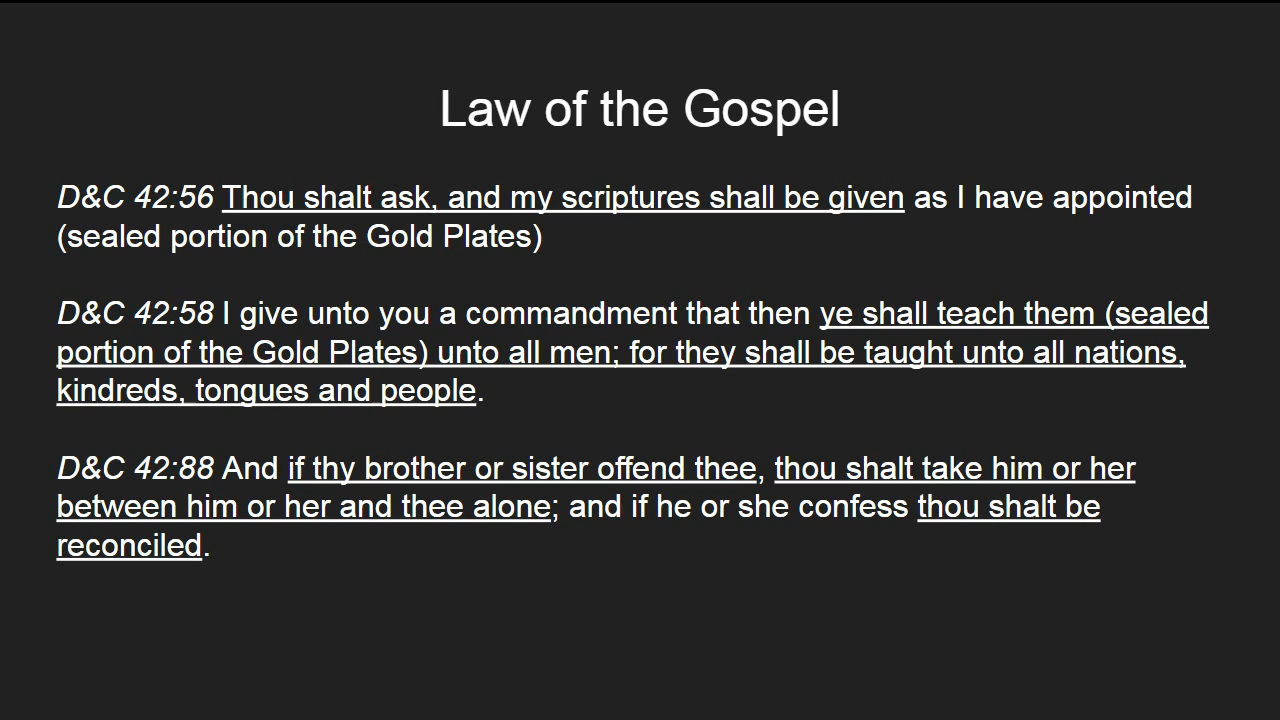 Law of the Gospel
D&C 42:56 Thou shalt ask, and my scriptures shall be given as I have appointed
(sealed portion of the Gold Plates)
D&C 42:58 I give unto you a commandment that then ye shall teach them (sealed
portion of the Gold Plates) unto all men; for they shall be taught unto all nations,
kindreds, tongues and people.
D&C 42:88 And if thy brother or sister offend thee, thou shalt take him or her
between him or her and thee alone; and if he or she confess thou shalt be
reconciled.